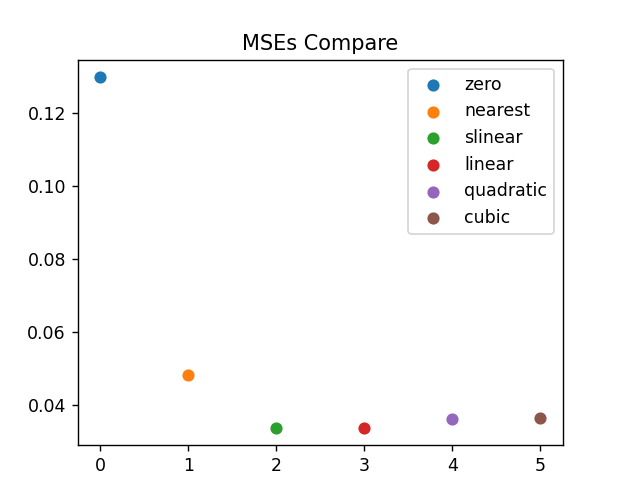 MSEs Compare
zero
nearest
slinear
linear
quadratic
cubic
0.12
0.10
0.08
0.06
0.04
0 1 2 3 4 5